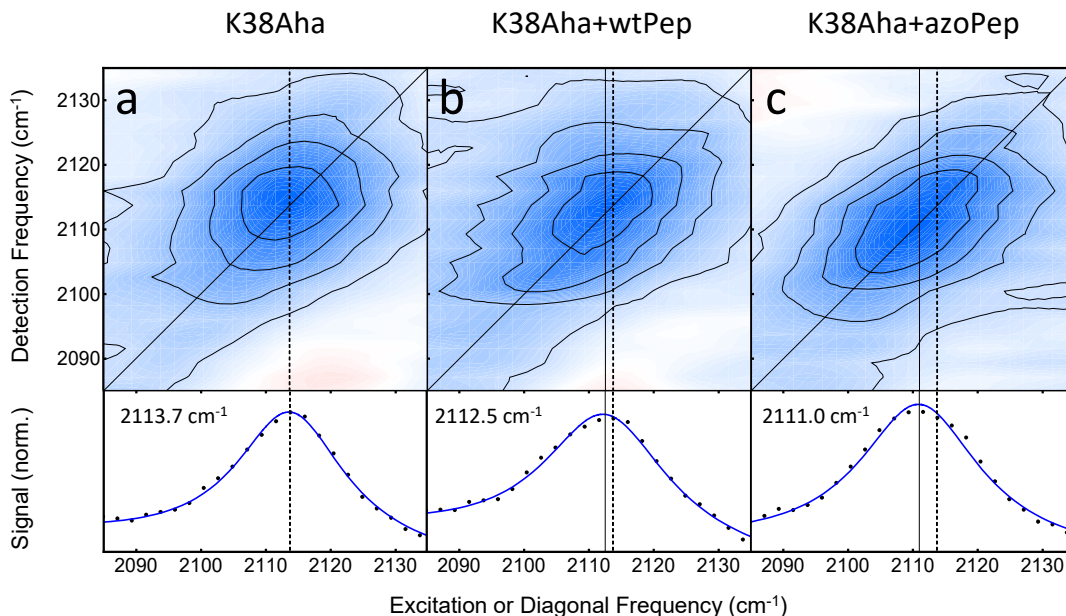 K38Aha K38Aha+wtPep K38Aha+azoPep
a b c
Detection Frequency (cm⁻¹)
2130
2120
2110
2100
2090
Signal (norm.)
2113.7 cm⁻¹ 2112.5 cm⁻¹ 2111.0 cm⁻¹
2090 2100 2110 2120 2130 2090 2100 2110 2120 2130 2090 2100 2110 2120 2130
Excitation or Diagonal Frequency (cm⁻¹)